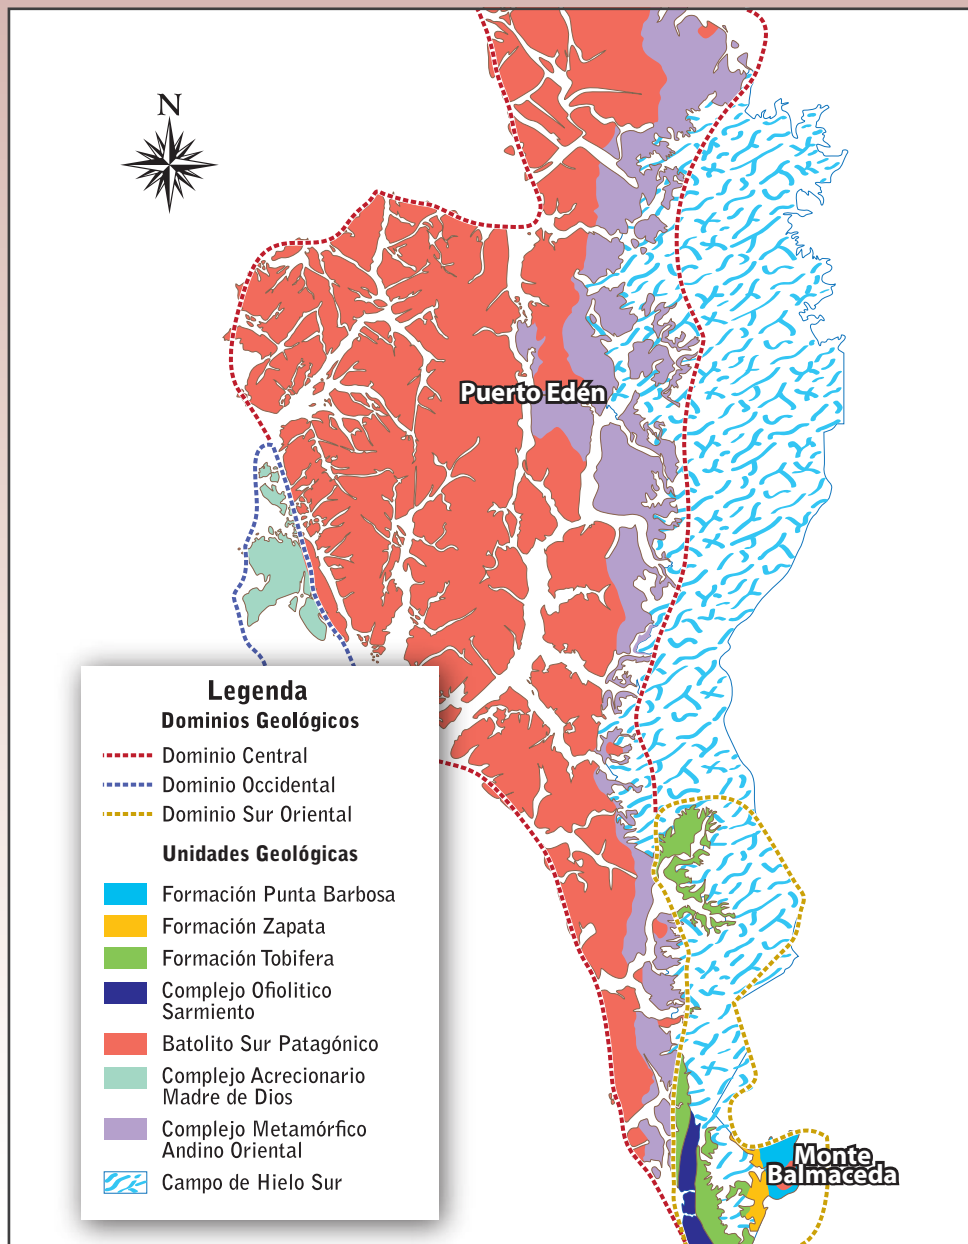 N
Puerto Edén
Monte
Balmaceda
Legenda
Dominios Geológicos
Dominio Central
Dominio Occidental
Dominio Sur Oriental
Unidades Geológicas
Formación Punta Barbosa
Formación Zapata
Formación Tobifera
Complejo Ofiolitico
Sarmiento
Batolito Sur Patagónico
Complejo Acrecionario
Madre de Dios
Complejo Metamórfico
Andino Oriental
Campo de Hielo Sur